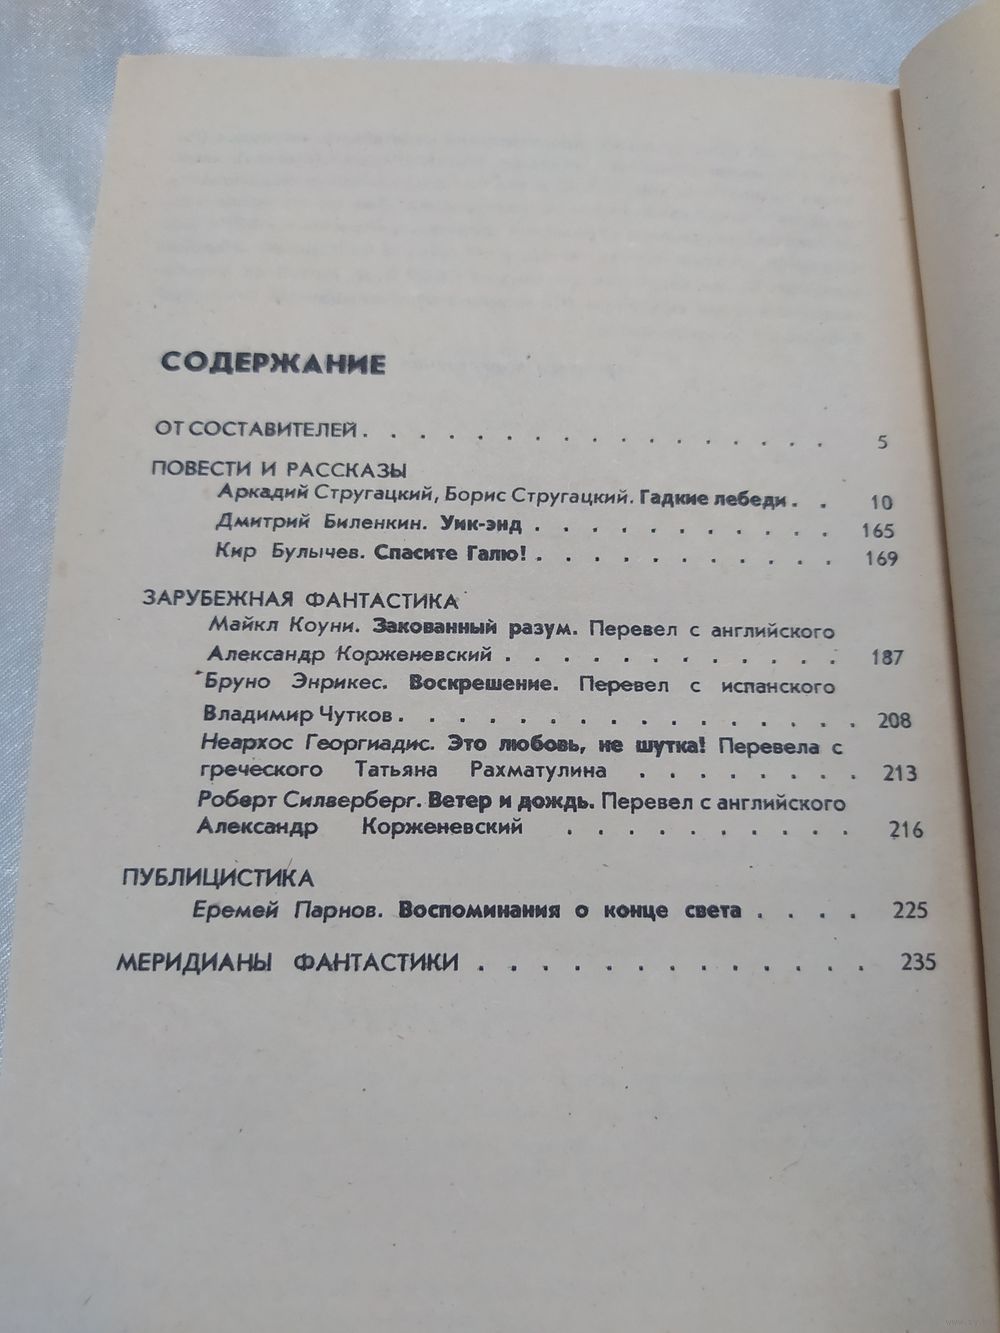 СОДЕРЖАНИЕ
ОТ СОСТАВИТЕЛЕЙ . . . . . . . . . . . . . . . . . 5
ПОВЕСТИ И РАССКАЗЫ
Аркадий Стругацкий, Борис Стругацкий. Гадкие лебеди . . 10
Дмитрий Биленкин. Уик-энд . . . . . . . . . . . 165
Кир Булычев. Спасите Галю! . . . . . . . . . . . 169
ЗАРУБЕЖНАЯ ФАНТАСТИКА
Майкл Коуни. Закованный разум. Перевел с английского
Александр Корженевский . . . . . . . . . . . . 187
Бруно Энрикес. Воскрешение. Перевел с испанского
Владимир Чутков . . . . . . . . . . . . . . . . . 208
Неархос Георгиадис. Это любовь, не шутка! Перевела с
греческого Татьяна Рахматулина . . . . . . . . 213
Роберт Силверберг. Ветер и дождь. Перевел с английского
Александр Корженевский . . . . . . . . . . 216
ПУБЛИЦИСТИКА
Еремей Парнов. Воспоминания о конце света . . . . 225
МЕРИДИАНЫ ФАНТАСТИКИ . . . . . . . . . . . . . 235